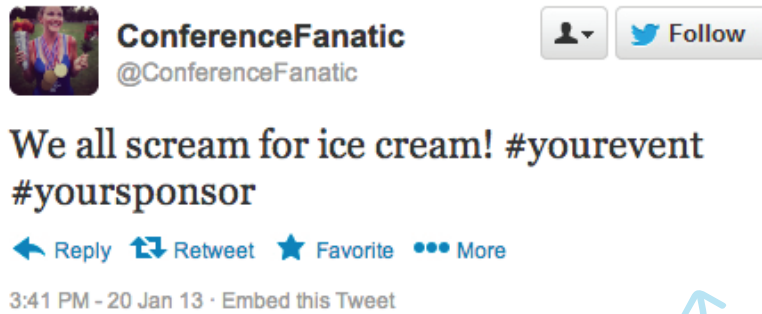 ConferenceFanatic
Follow
@ConferenceFanatic
We all scream for ice cream! #yourevent
#yoursponsor
Reply Retweet Favorite More
3:41 PM - 20 Jan 13 · Embed this Tweet